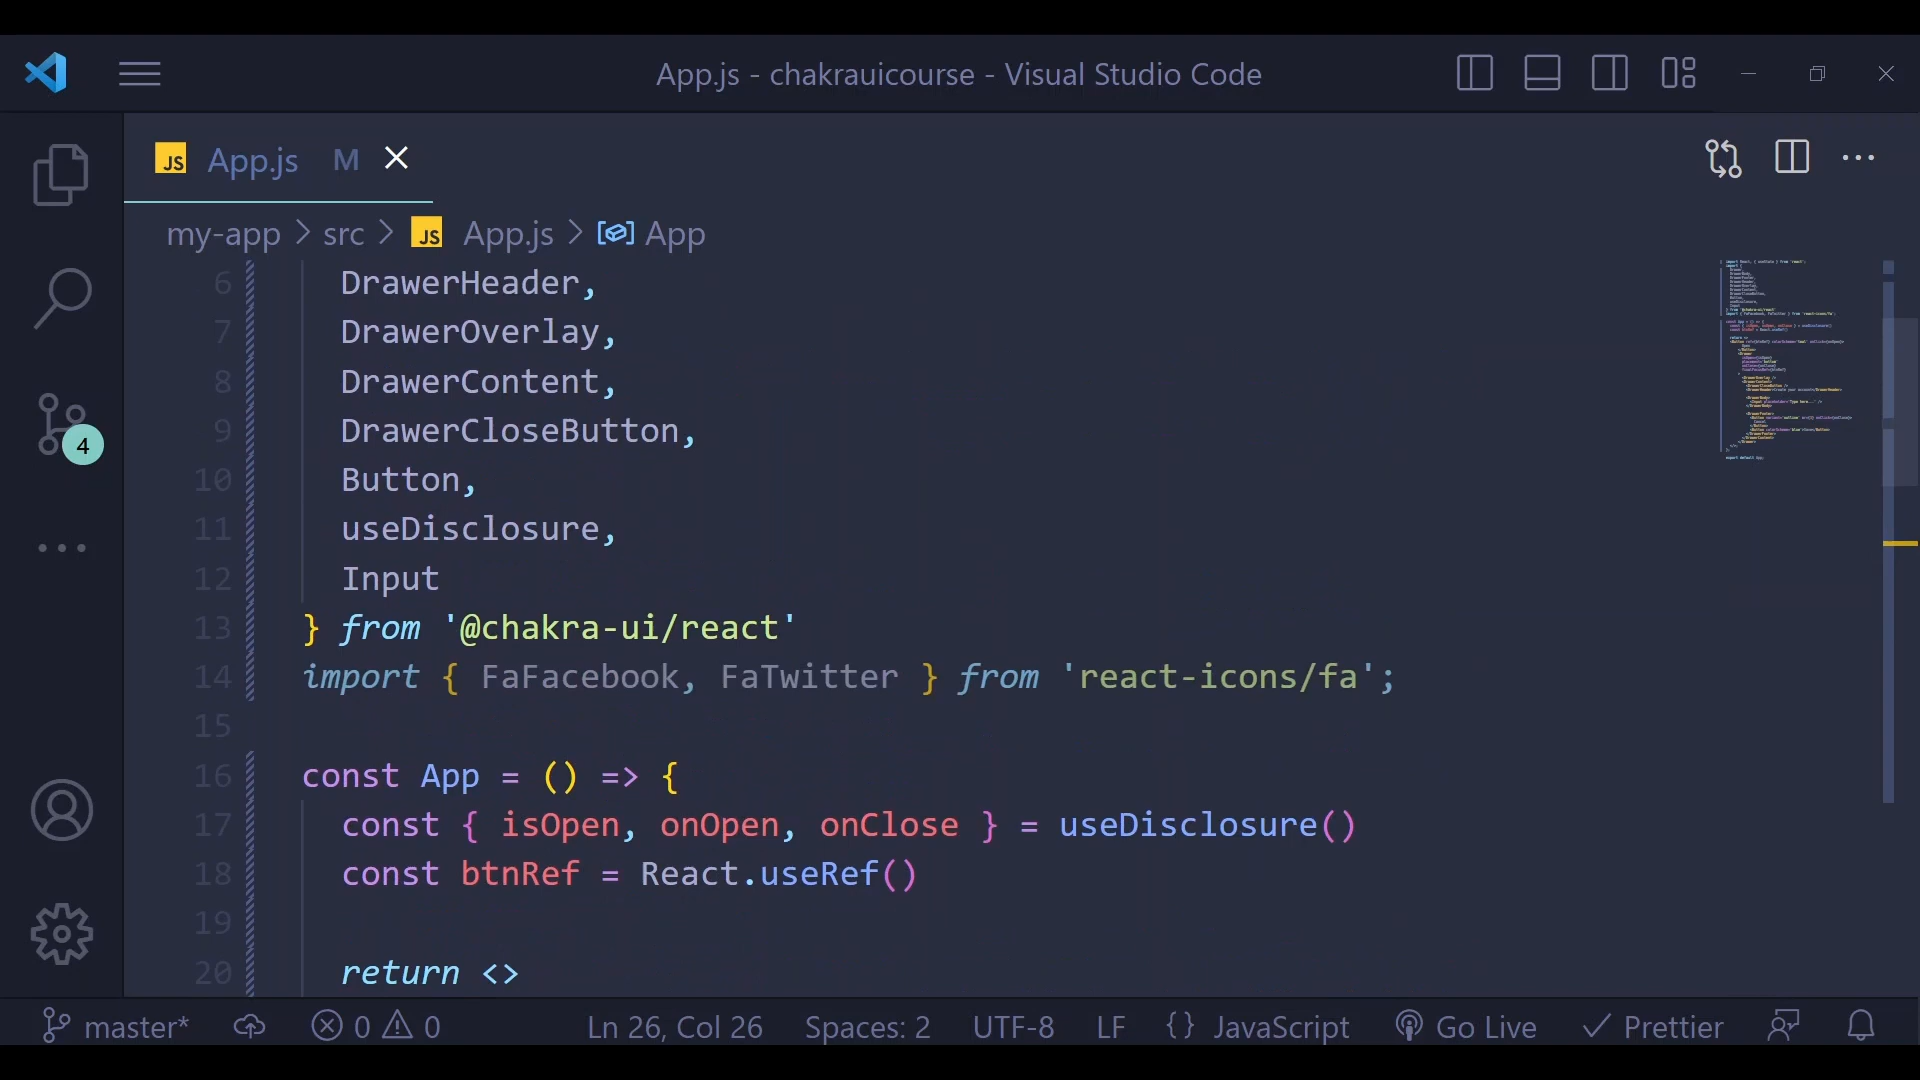 App.js - chakrauicourse - Visual Studio Code
JS App.js M
my-app > src > JS App.js > App
6 DrawerHeader,
7 DrawerOverlay,
8 DrawerContent,
9 DrawerCloseButton,
10 Button,
11 useDisclosure,
12 Input
13 } from '@chakra-ui/react'
14 import { FaFacebook, FaTwitter } from 'react-icons/fa';
15
16 const App = () => {
17 const { isOpen, onOpen, onClose } = useDisclosure()
18 const btnRef = React.useRef()
19
20 return <>
4
master* 0 0 Ln 26, Col 26 Spaces: 2 UTF-8 LF {} JavaScript Go Live Prettier